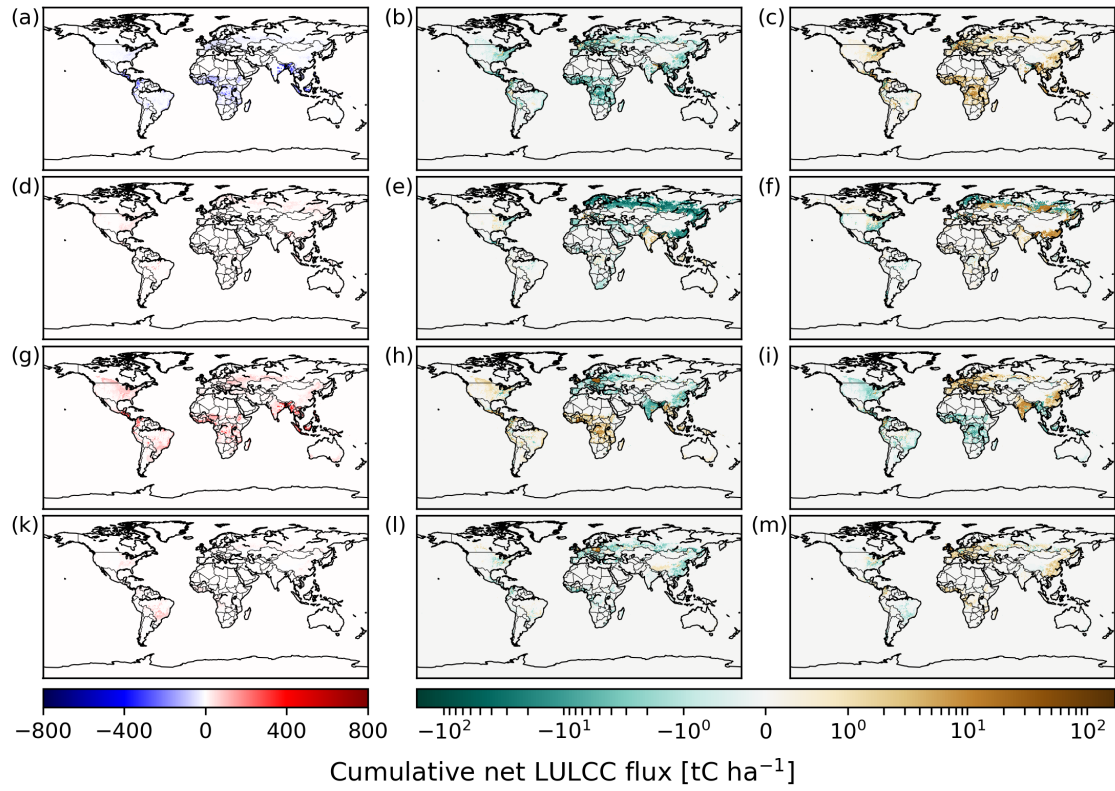 (a) (b) (c)
(d) (e) (f)
(g) (h) (i)
(k) (l) (m)
−800 −400 0 400 800 −10² −10¹ −10⁰ 0 10⁰ 10¹ 10²
Cumulative net LULCC flux [tC ha⁻¹]